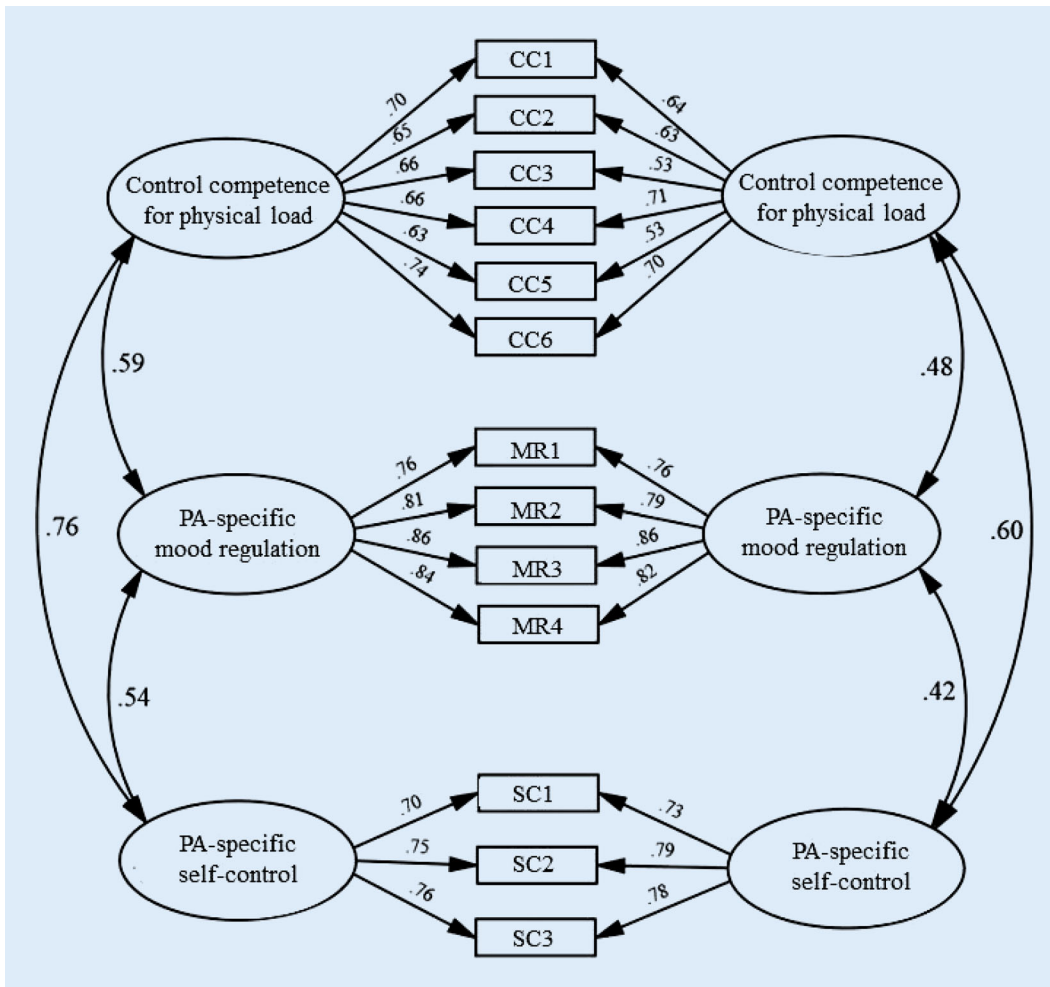 CC1
.70
.64
CC2
.65
.63
CC3
.66
.53
Control competence
for physical load
Control competence
for physical load
CC4
.66
.71
CC5
.63
.53
CC6
.74
.70
.59
.48
MR1
.76
.76
MR2
.81
.79
PA-specific
mood regulation
PA-specific
mood regulation
.76
.60
MR3
.86
.86
MR4
.84
.82
.54
.42
SC1
.70
.73
SC2
.75
.79
PA-specific
self-control
PA-specific
self-control
SC3
.76
.78